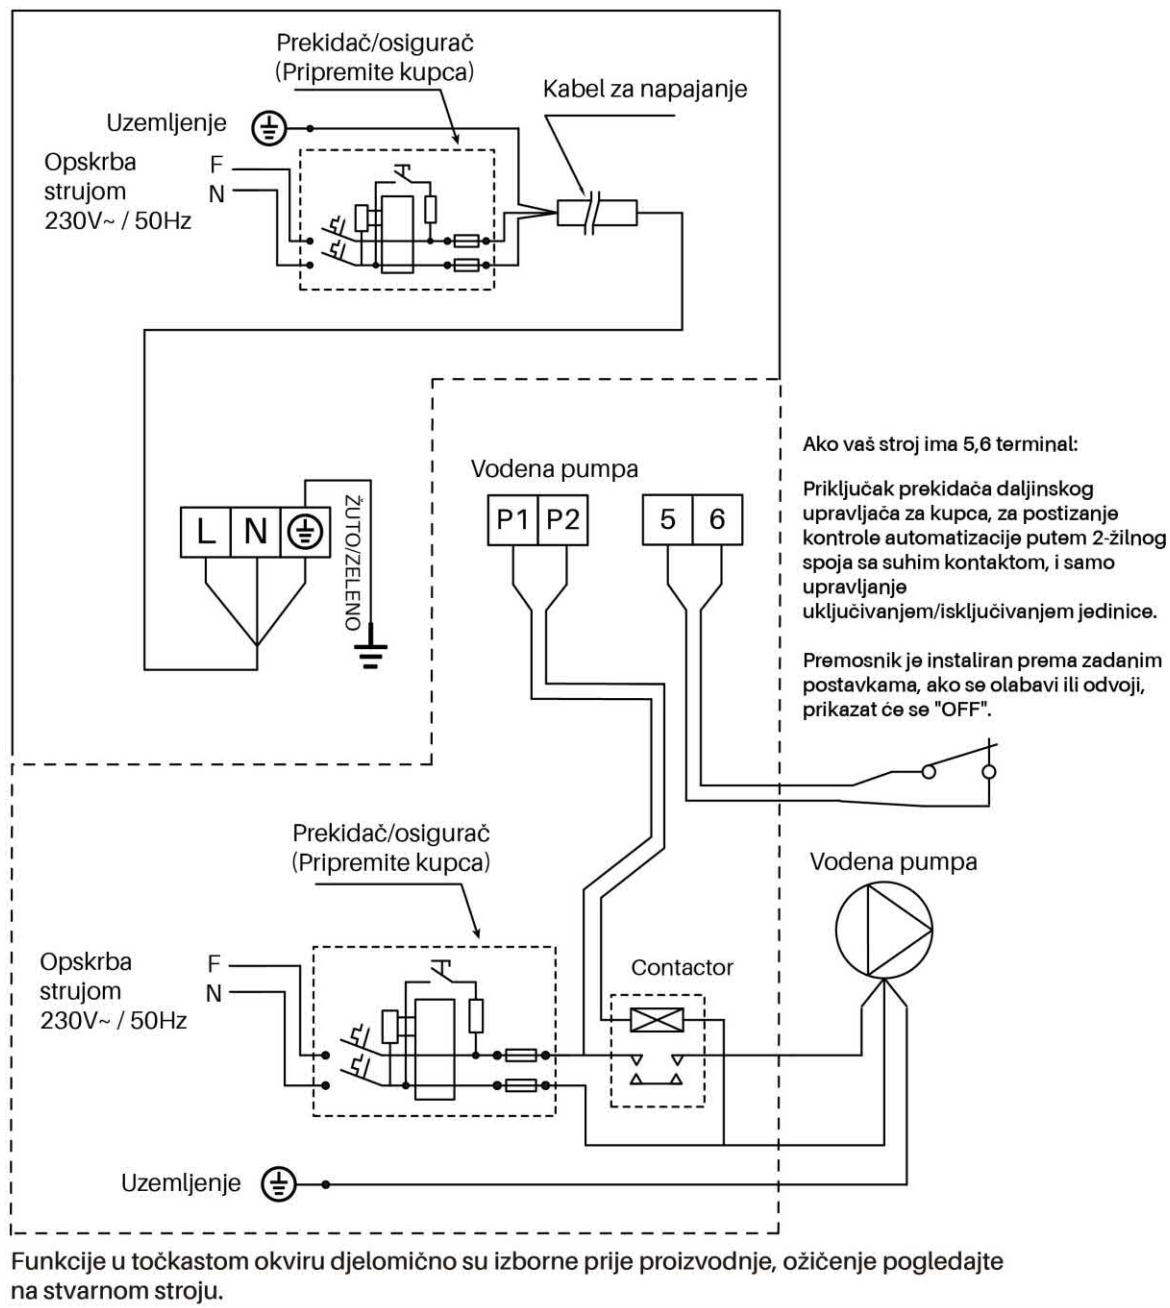 Prekidač/osigurač
(Pripremite kupca)
Kabel za napajanje
Uzemljenje
Opskrba
strujom
230V~ / 50Hz
F
N
Ako vaš stroj ima 5,6 terminal:
Priključak prekidača daljinskog
upravljača za kupca, za postizanje
kontrole automatizacije putem 2-žilnog
spoja sa suhim kontaktom, i samo
upravljanje
uključivanjem/isključivanjem jedinice.
Premosnik je instaliran prema zadanim
postavkama, ako se olabavi ili odvoji,
prikazat će se "OFF".
Vodena pumpa
P1 P2
5 6
L N
ŽUTO/ZELENO
Prekidač/osigurač
(Pripremite kupca)
Vodena pumpa
Opskrba
strujom
230V~ / 50Hz
F
N
Contactor
Uzemljenje
Funkcije u točkastom okviru djelomično su izborne prije proizvodnje, ožičenje pogledajte
na stvarnom stroju.